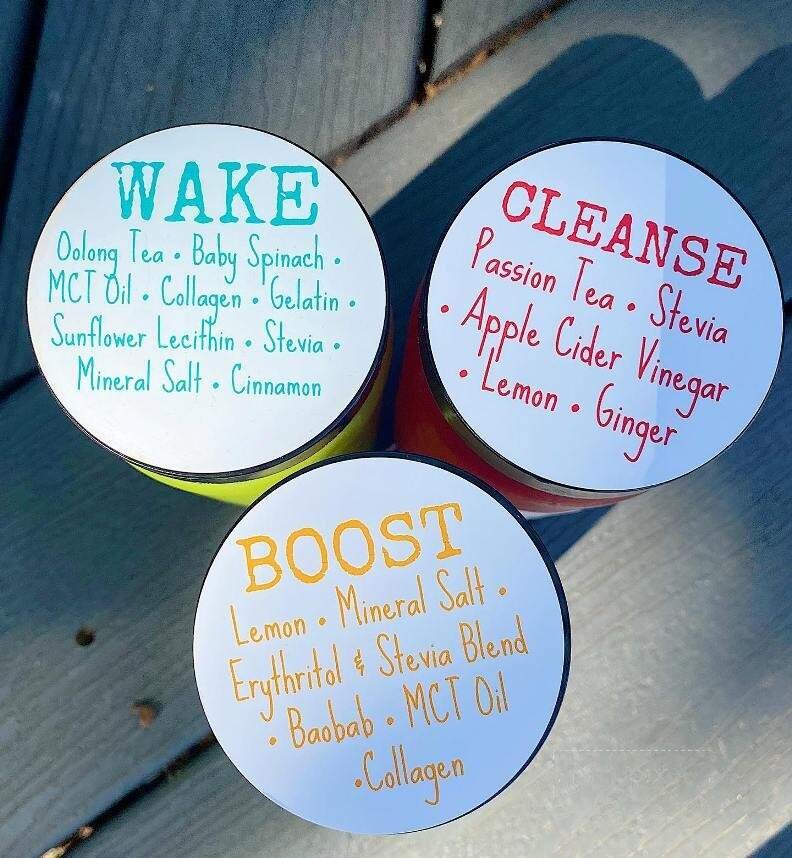 WAKE
Oolong Tea • Baby Spinach •
MCT Oil • Collagen • Gelatin •
Sunflower Lecithin • Stevia •
Mineral Salt • Cinnamon
CLEANSE
Passion Tea • Stevia
• Apple Cider Vinegar
• Lemon • Ginger
BOOST
Lemon • Mineral Salt •
Erythritol & Stevia Blend
• Baobab • MCT Oil
•Collagen